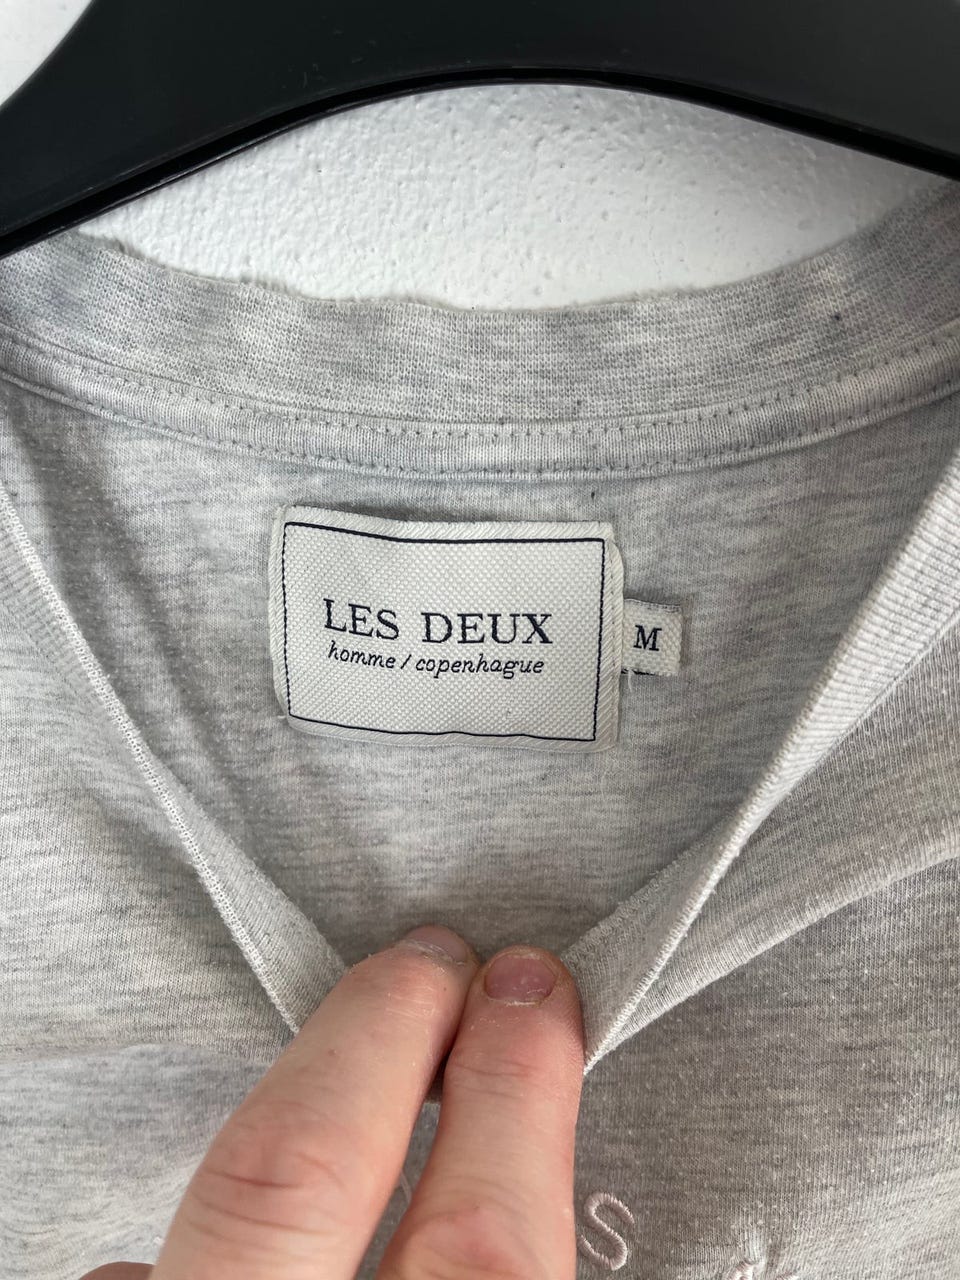 LES DEUX
homme / copenhague
M
S